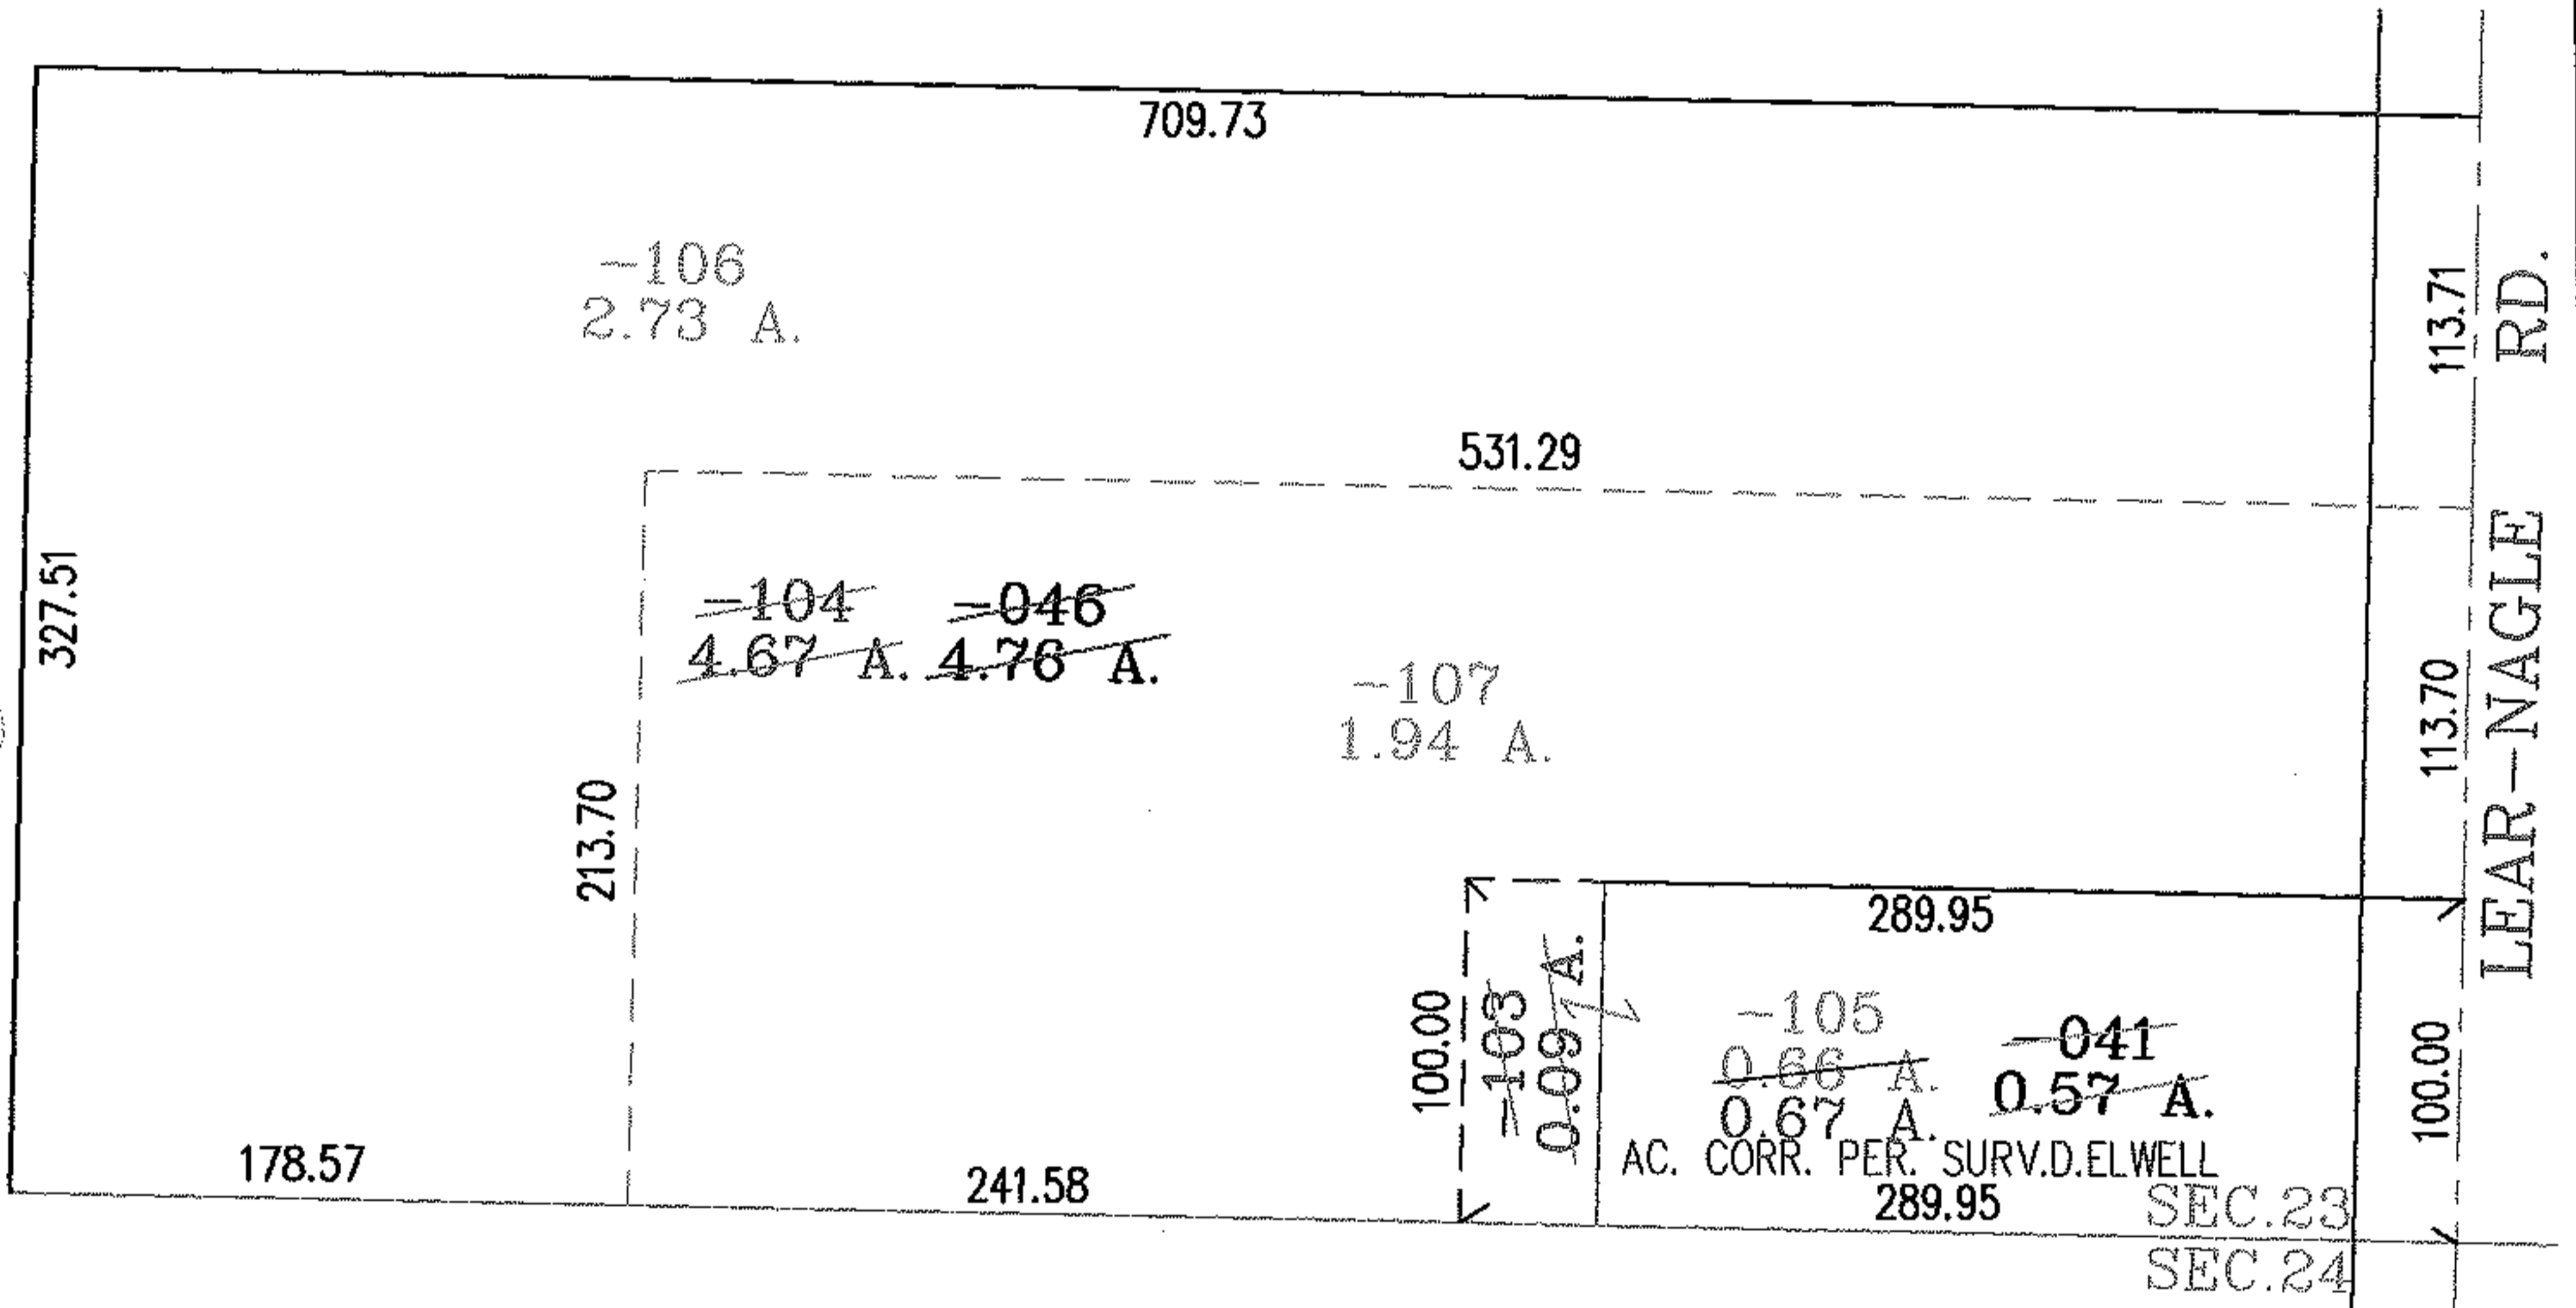 709.73
-106
2.73 A.
113.71
LEAR-NAGLE RD.
531.29
327.51
-104
4.67 A.
-046
4.76 A.
-107
1.94 A.
113.70
213.70
289.95
100.00
-103
0.09 A.
-105
0.66 A.
0.67 A.
-041
0.57 A.
AC. CORR. PER. SURV.D.ELWELL
100.00
178.57
241.58
289.95
SEC.23
SEC.24